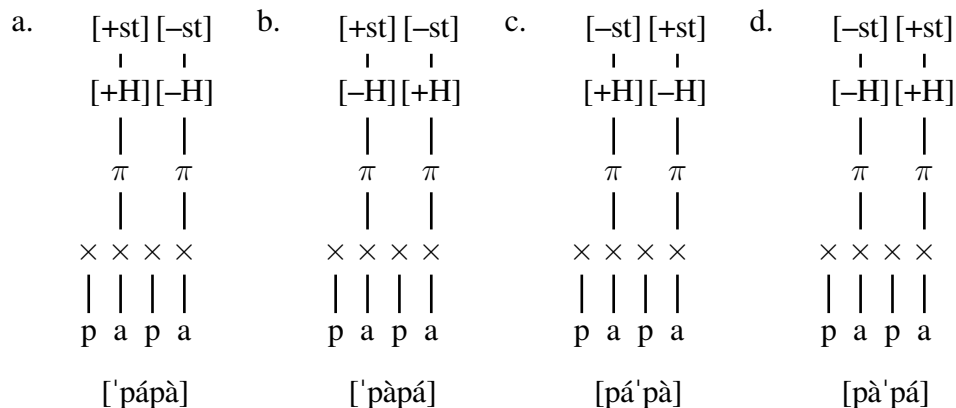 a. [+st] [–st] b. [+st] [–st] c. [–st] [+st] d. [–st] [+st]
[+H] [–H] [–H] [+H] [+H] [–H] [–H] [+H]
π π π π π π π π
× × × × × × × × × × × × × × × ×
p a p a p a p a p a p a p a p a
[ˈpápà] [ˈpàpá] [páˈpà] [pàˈpá]